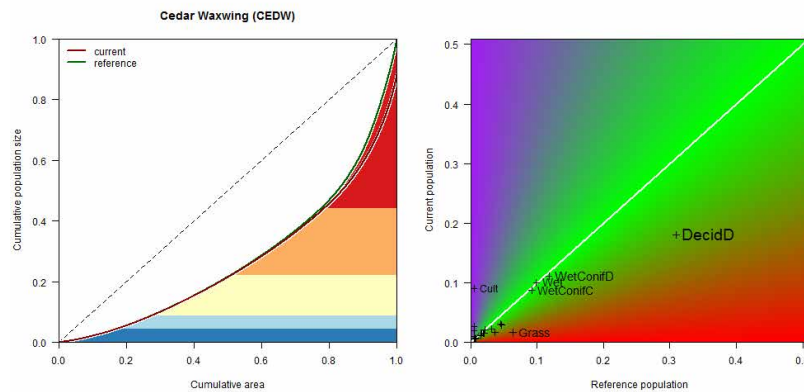 Cedar Waxwing (CEDW)
current
reference
Cumulative population size
1.0
0.8
0.6
0.4
0.2
0.0
0.0 0.2 0.4 0.6 0.8 1.0
Cumulative area
Current population
0.5
0.4
0.3
0.2
0.1
0.0
DecidD
WetConifD
Wet
WetConifC
Cult
Grass
0.0 0.1 0.2 0.3 0.4 0.5
Reference population